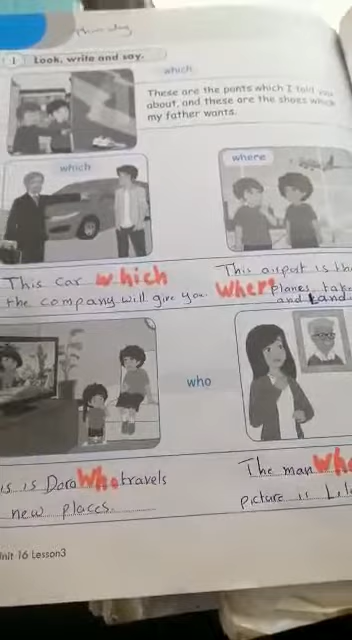 1 Look, write and say.
which
These are the pants which I told you
about, and these are the shoes which
my father wants.
which
where
This car which
the company will give you.
This airport is the
where planes take
and Land
who
is is Dora who travels
new places.
The man who
picture is
nit 16 Lesson3